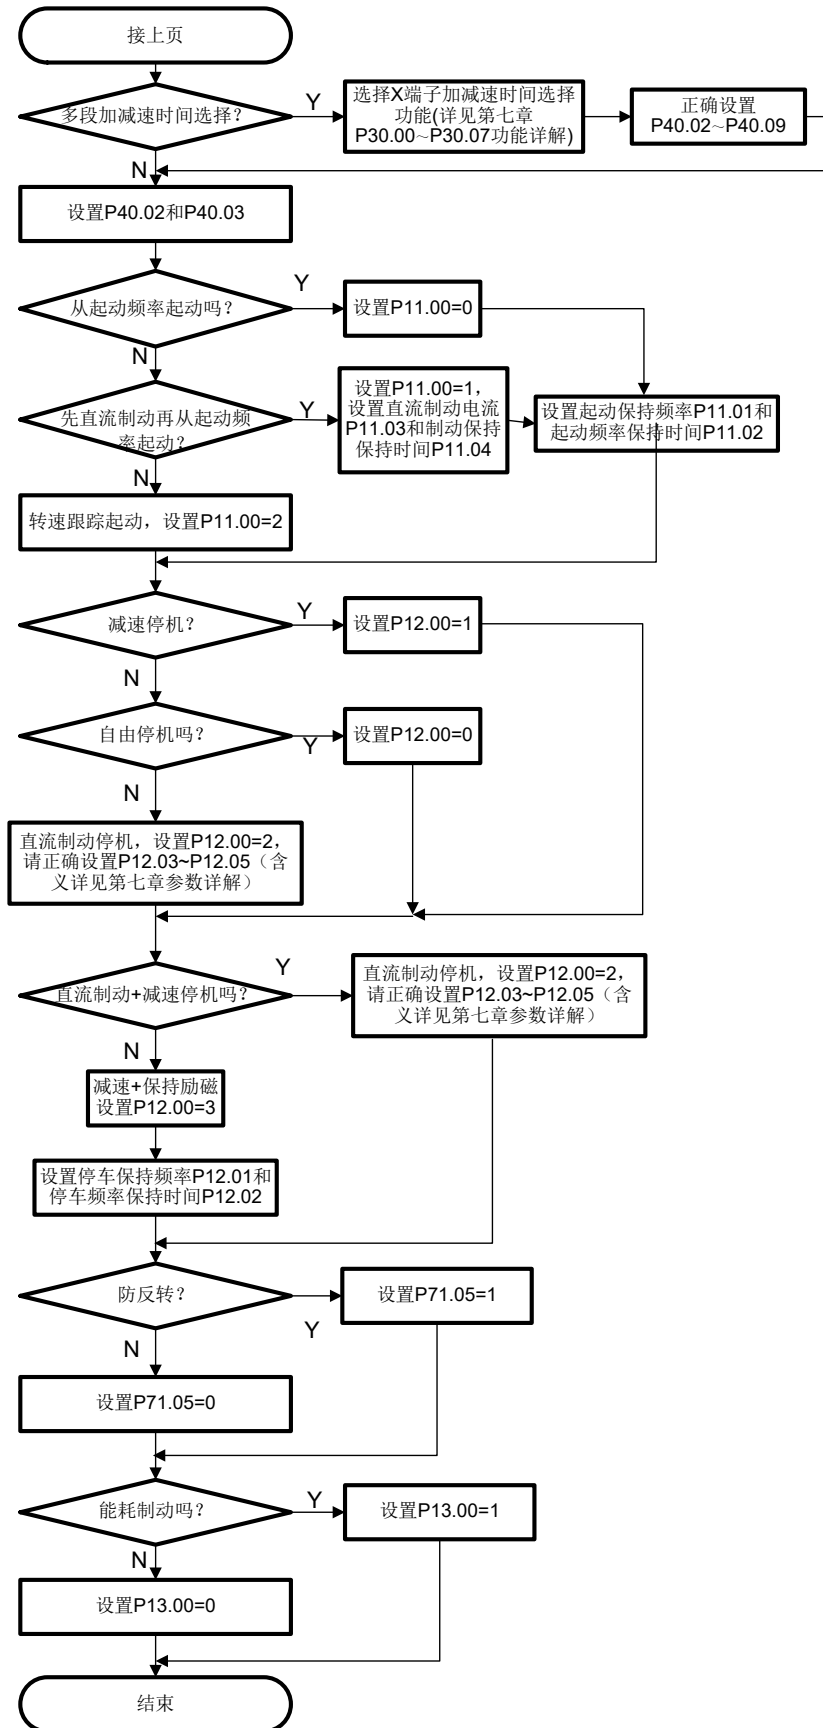 接上页
多段加减速时间选择?
Y
选择X端子加减速时间选择
功能(详见第七章
P30.00~P30.07功能详解)
正确设置
P40.02~P40.09
N
设置P40.02和P40.03
从起动频率起动吗?
Y
设置P11.00=0
N
先直流制动再从起动频
率起动?
Y
设置P11.00=1，
设置直流制动电流
P11.03和制动保持
保持时间P11.04
设置起动保持频率P11.01和
起动频率保持时间P11.02
N
转速跟踪起动，设置P11.00=2
减速停机?
Y
设置P12.00=1
N
自由停机吗?
Y
设置P12.00=0
N
直流制动停机，设置P12.00=2，
请正确设置P12.03~P12.05（含
义详见第七章参数详解）
直流制动+减速停机吗?
Y
直流制动停机，设置P12.00=2，
请正确设置P12.03~P12.05（含
义详见第七章参数详解）
N
减速+保持励磁
设置P12.00=3
设置停车保持频率P12.01和
停车频率保持时间P12.02
防反转?
Y
设置P71.05=1
N
设置P71.05=0
能耗制动吗?
Y
设置P13.00=1
N
设置P13.00=0
结束